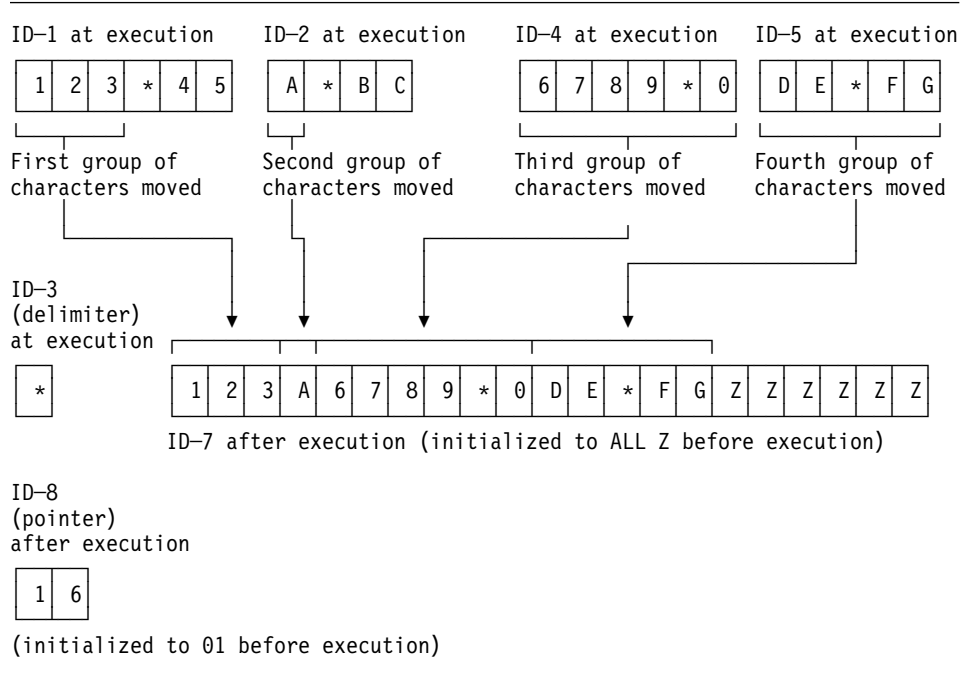 ID–1 at execution ID–2 at execution ID–4 at execution ID–5 at execution
1 2 3 * 4 5 A * B C 6 7 8 9 * 0 D E * F G
First group of Second group of Third group of Fourth group of
characters moved characters moved characters moved characters moved
ID–3
(delimiter)
at execution
* 1 2 3 A 6 7 8 9 * 0 D E * F G Z Z Z Z Z Z
ID–7 after execution (initialized to ALL Z before execution)
ID–8
(pointer)
after execution
1 6
(initialized to 01 before execution)